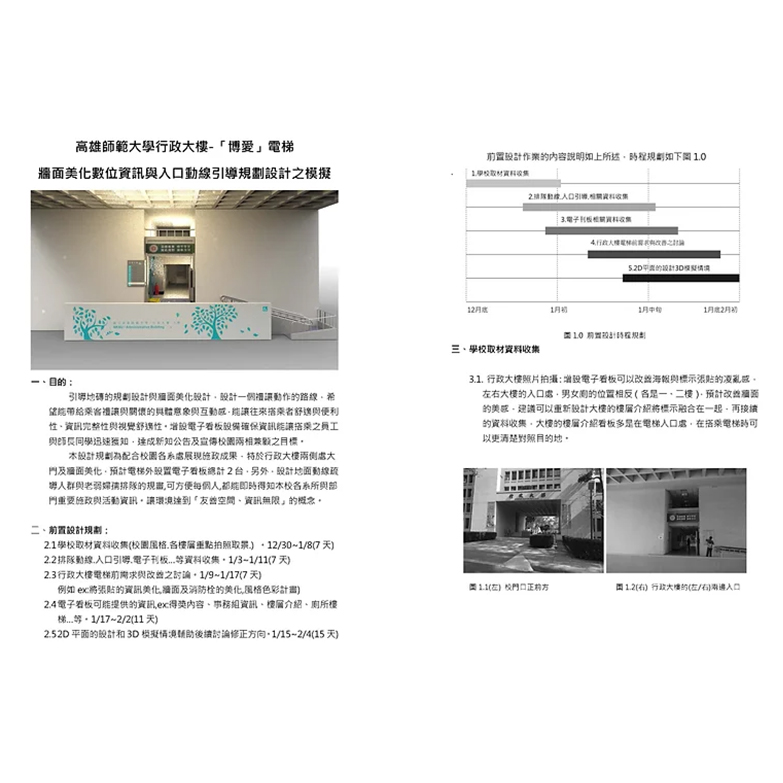 高雄師範大學行政大樓-「博愛」電梯
牆面美化數位資訊與入口動線引導規劃設計之模擬
一、目的：
引導地磚的規劃設計與牆面美化設計，設計一個禮讓動作的路線，希
望能帶給乘客禮讓與關懷的具體意象與互動感，能讓往來搭乘者舒適與便利
性、資訊完整性與視覺舒適性。增設電子看板設備確保資訊能讓搭乘之員工
與師長同學迅速獲知，達成新知公告及宣傳校園兩相兼顧之目標。
本設計規劃為配合校園各系處展現施政成果，特於行政大樓兩側處大
門及牆面美化，預計電梯外設置電子看板總計 2 台，另外，設計地面動線疏
導人群與老弱婦孺排隊的規畫,可方便每個人,都能即時得知本校各系所與部
門重要施政與活動資訊。讓環境達到「友善空間、資訊無限」的概念。
二、前置設計規劃：
2.1學校取材資料收集(校園風格.各樓層重點拍照取景.) 。12/30~1/8(7 天)
2.2排隊動線.人口引導.電子刊板...等資料收集。1/3~1/11(7天)
2.3行政大樓電梯前需求與改善之討論。1/9~1/17(7 天)
例如 ex:將張貼的資訊美化,牆面及消防栓的美化,風格色彩計畫)
2.4電子看板可能提供的資訊,ex:得獎內容、事務組資訊、樓層介紹、廁所樓
梯...等。1/17~2/2(11 天)
2.52D 平面的設計和 3D 模擬情境輔助後續討論修正方向。1/15~2/4(15 天)
前置設計作業的內容說明如上所述，時程規劃如下圖 1.0
1.學校取材資料收集
2.排隊動線.人口引導.相關資料收集
3.電子刊板相關資料收集
4.行政大樓電梯前需求與改善之討論
5.2D平面的設計3D模擬情境
12月底 1月初 1月中旬 1月底2月初
圖 1.0 前置設計時程規劃
三、學校取材資料收集
3.1. 行政大樓照片拍攝：增設電子看板可以改善海報與標示張貼的凌亂感，
左右大樓的人口處，男女廁的位置相反（各是一、二樓），預計改善牆面
的美感，建議可以重新設計大樓的樓層介紹將標示融合在一起，再接續
的資料收集，大樓的樓層介紹看板多是在電梯人口處，在搭乘電梯時可
以更清楚對照目的地。
圖 1.1(左) 校門口正前方 圖 1.2(右) 行政大樓的(左/右)兩邊入口